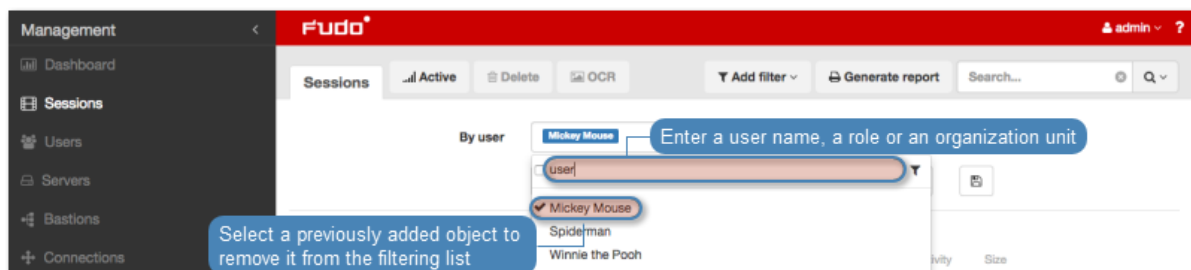 Management
Fudo
admin
?
Dashboard
Sessions
Active
Delete
OCR
Add filter
Generate report
Search...
Sessions
By user
Mickey Mouse
Enter a user name, a role or an organization unit
Users
user
Servers
Mickey Mouse
Bastions
Spiderman
Select a previously added object to
remove it from the filtering list
Winnie the Pooh
Connections
Size